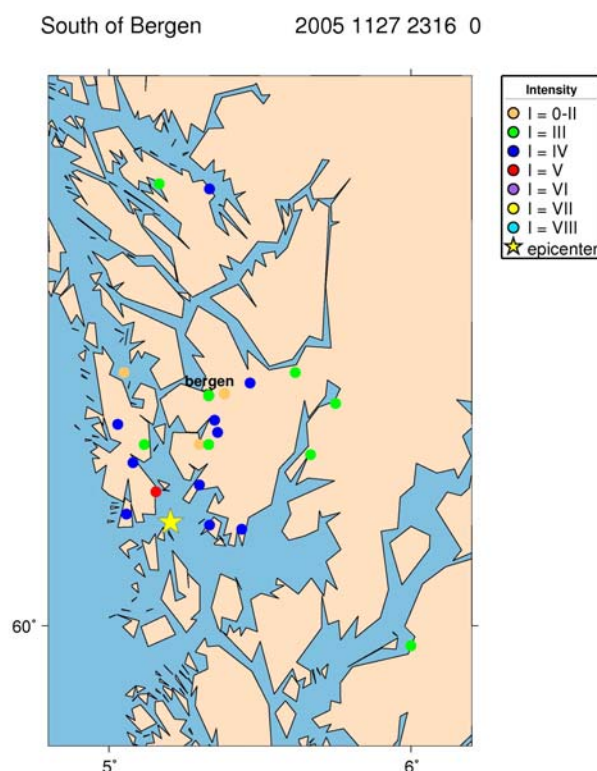 South of Bergen 2005 1127 2316 0
Intensity
I = 0-II
I = III
I = IV
I = V
I = VI
I = VII
I = VIII
epicenter
bergen
60°
5°
6°